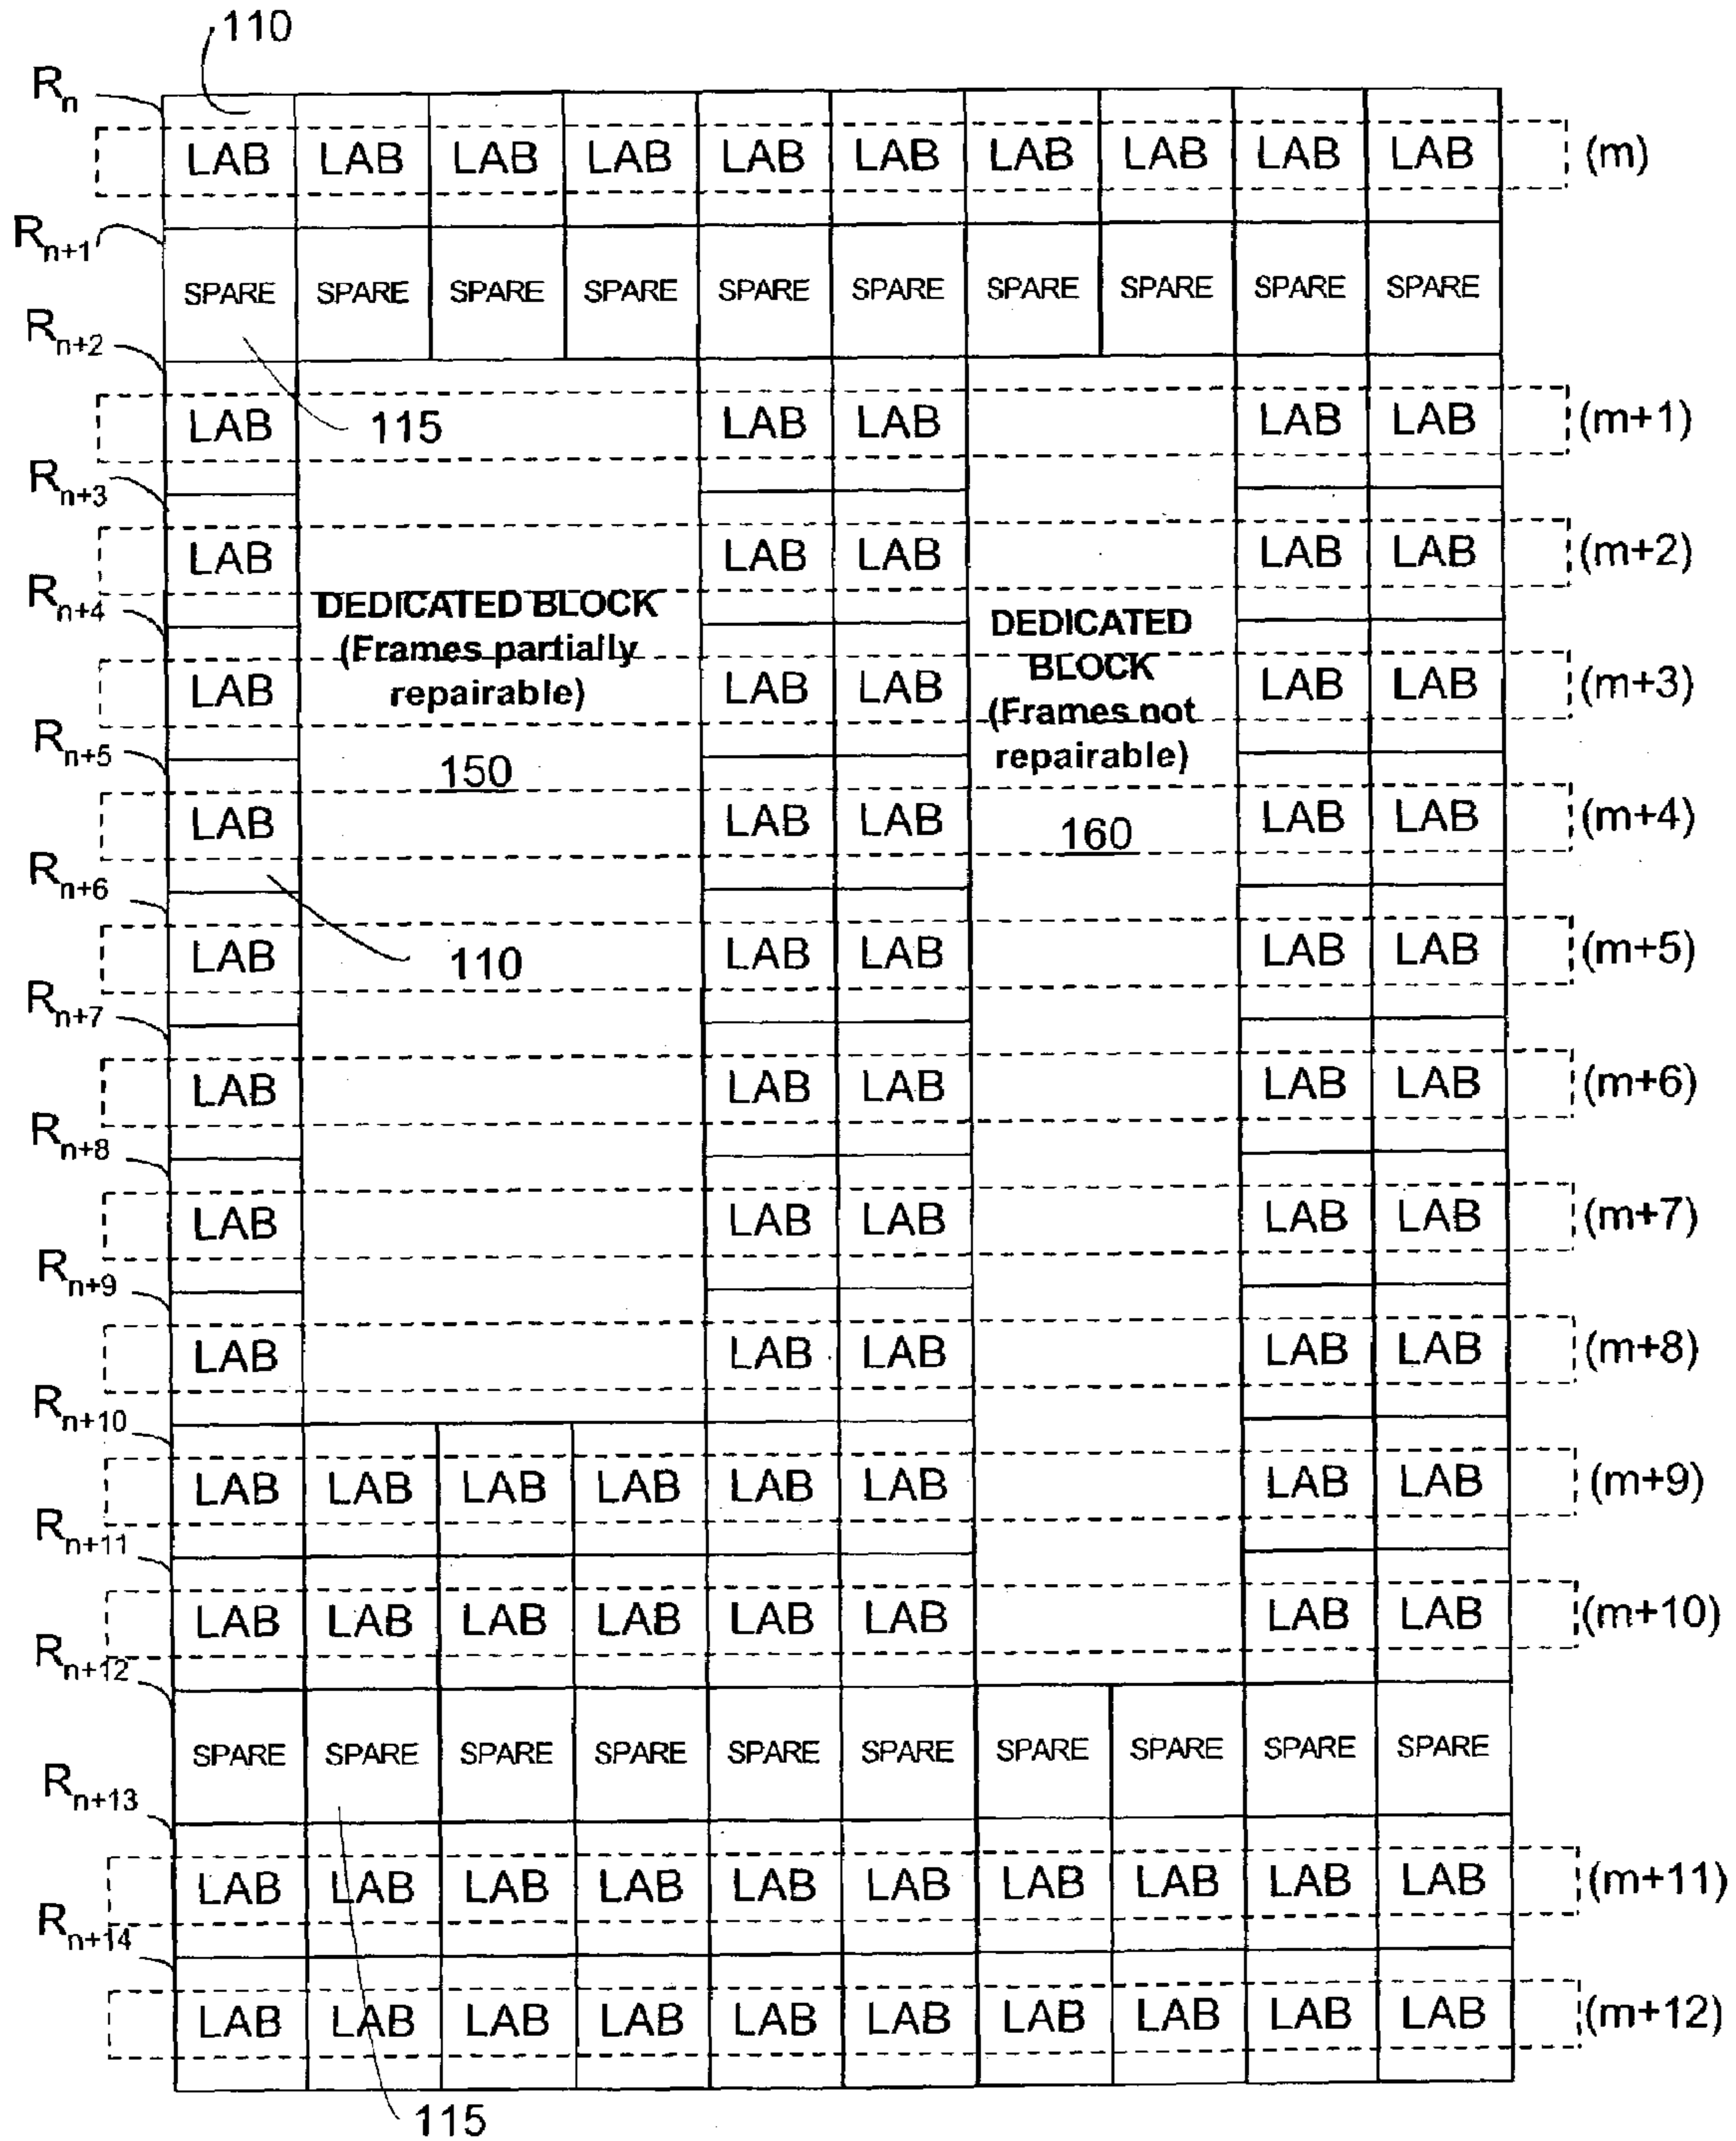 110
Rn
LAB LAB LAB LAB LAB LAB LAB LAB LAB LAB (m)
Rn+1
SPARE SPARE SPARE SPARE SPARE SPARE SPARE SPARE SPARE SPARE
Rn+2
LAB 115 LAB LAB LAB LAB (m+1)
Rn+3
LAB LAB LAB LAB LAB (m+2)
Rn+4
DEDICATED BLOCK
(Frames partially
repairable)
150
DEDICATED
BLOCK
(Frames not
repairable)
160
LAB LAB LAB LAB LAB (m+3)
Rn+5
LAB LAB LAB LAB LAB (m+4)
Rn+6
LAB 110 LAB LAB LAB LAB (m+5)
Rn+7
LAB LAB LAB LAB LAB (m+6)
Rn+8
LAB LAB LAB LAB LAB (m+7)
Rn+9
LAB LAB LAB LAB LAB (m+8)
Rn+10
LAB LAB LAB LAB LAB LAB LAB LAB (m+9)
Rn+11
LAB LAB LAB LAB LAB LAB LAB LAB (m+10)
Rn+12
SPARE SPARE SPARE SPARE SPARE SPARE SPARE SPARE SPARE SPARE
Rn+13
LAB LAB LAB LAB LAB LAB LAB LAB LAB LAB (m+11)
Rn+14
LAB LAB LAB LAB LAB LAB LAB LAB LAB LAB (m+12)
115